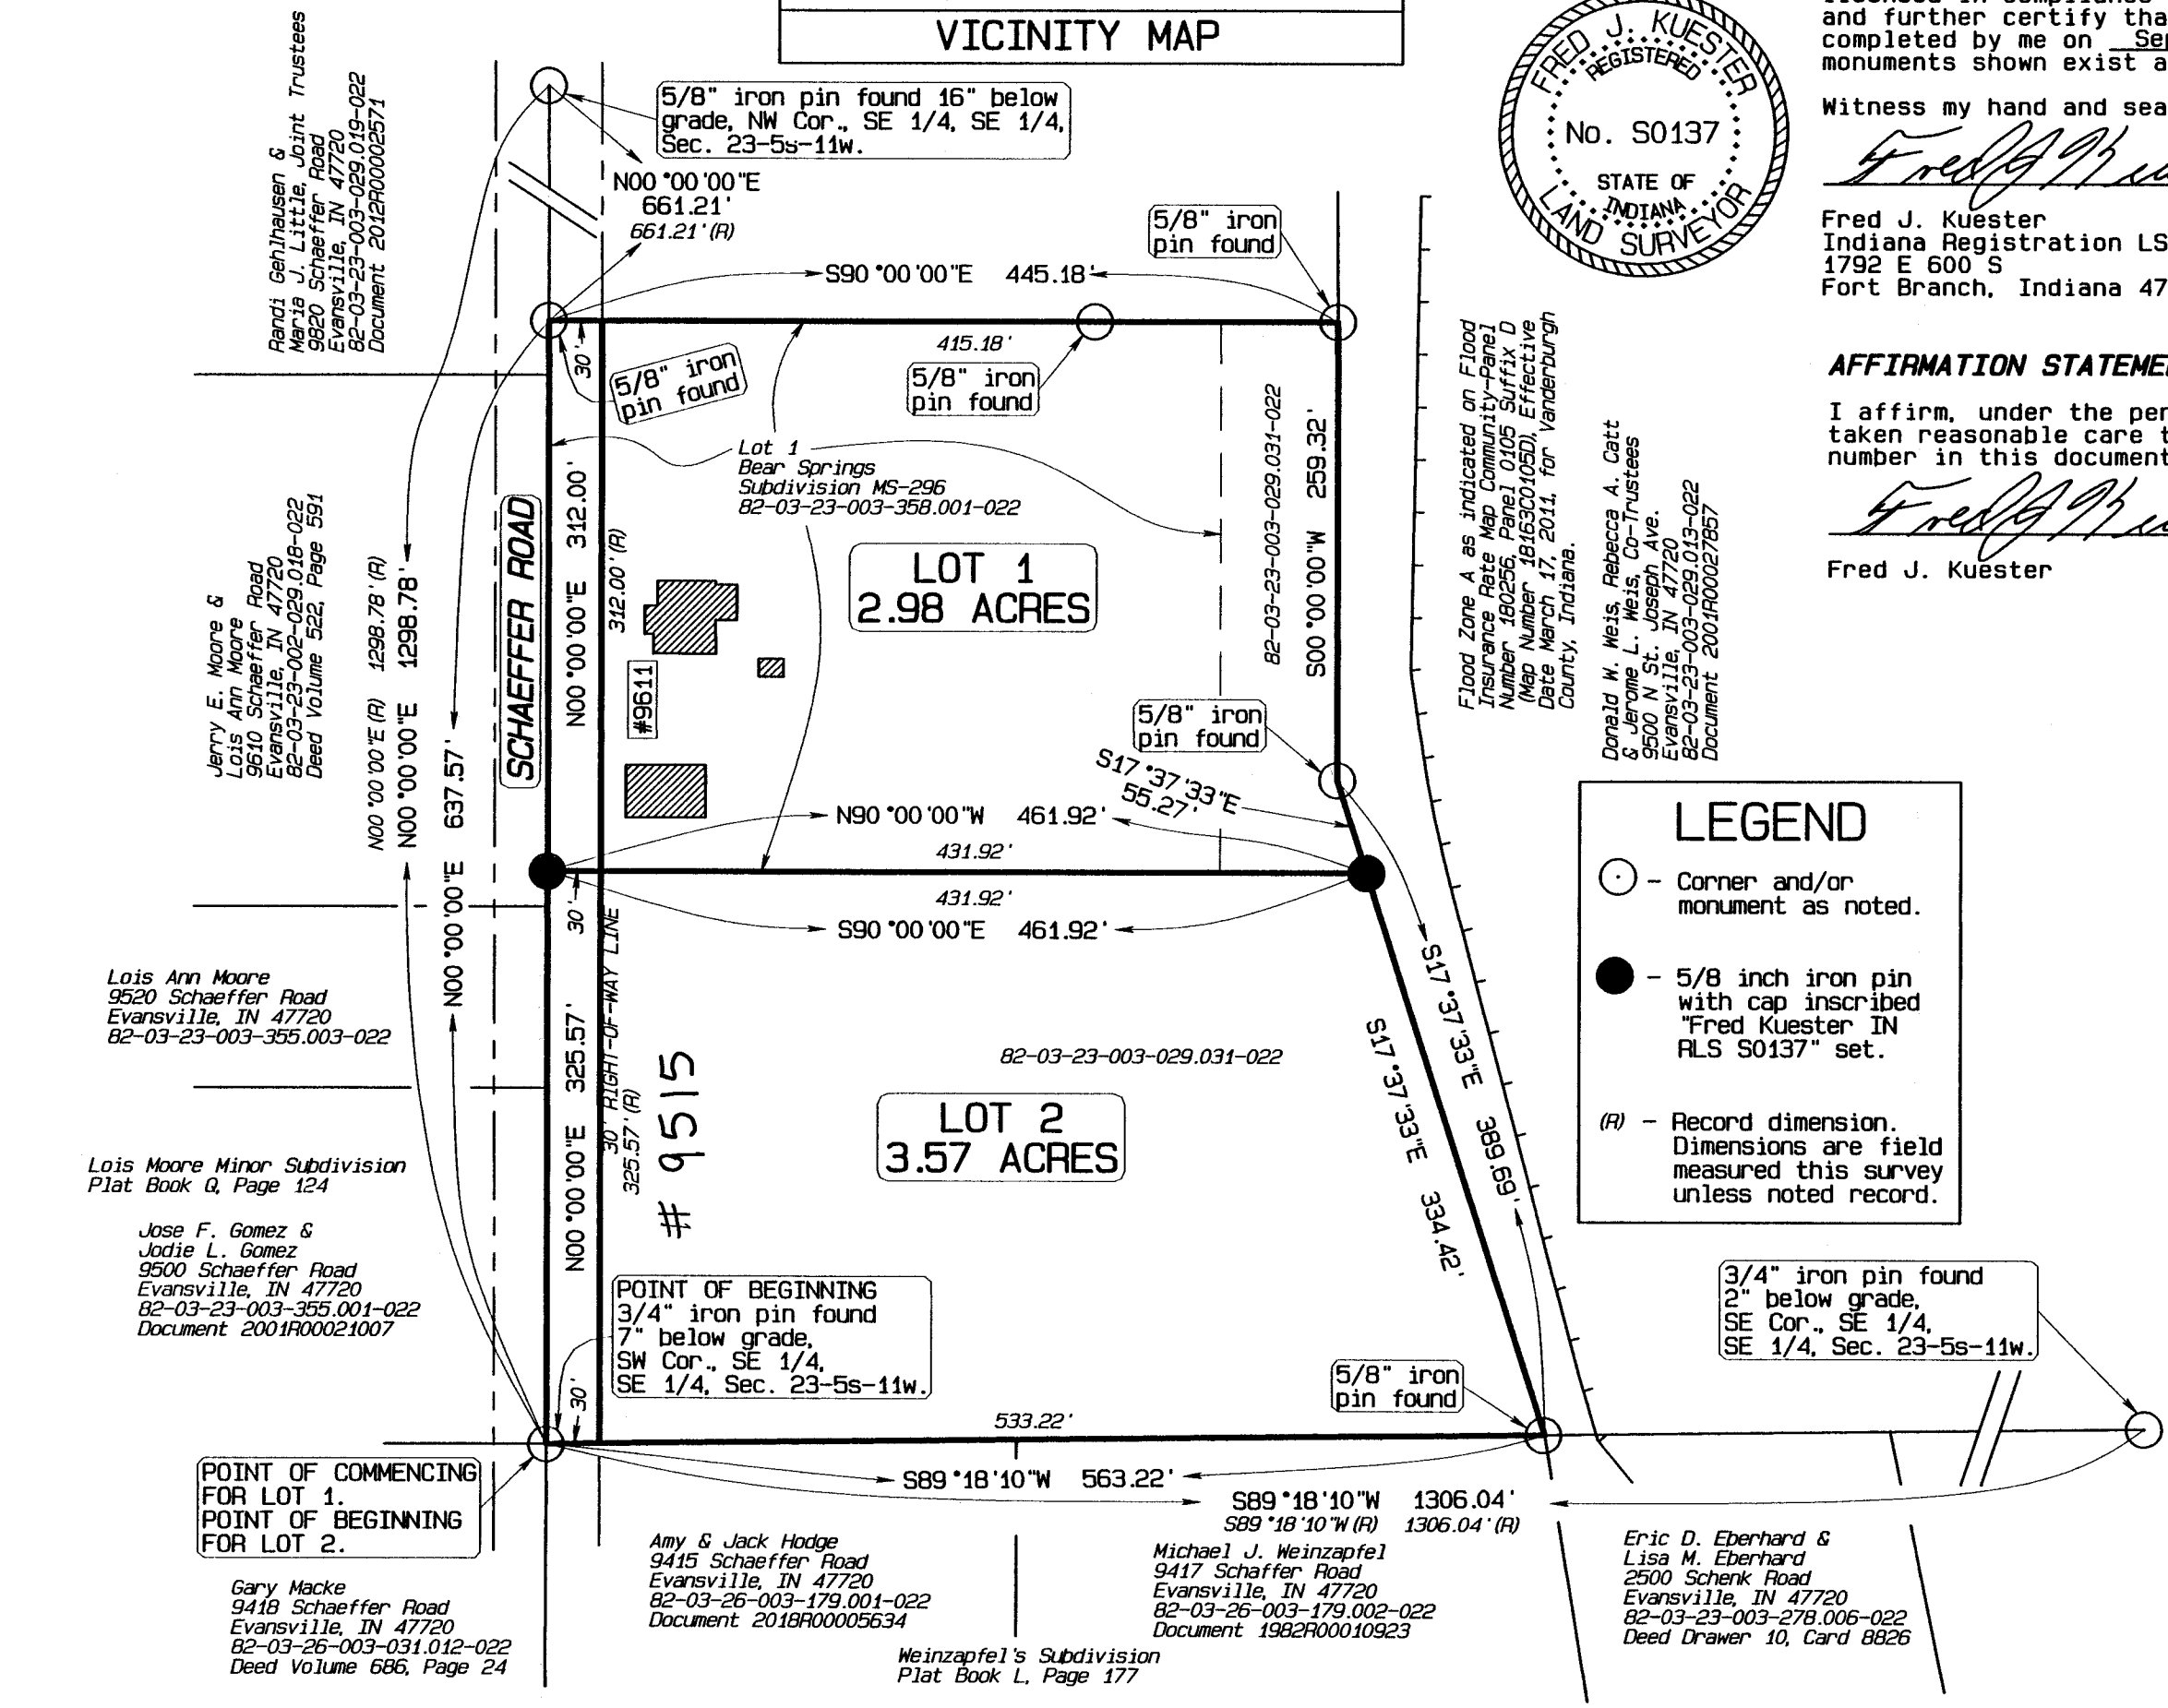 VICINITY MAP
5/8" iron pin found 16" below
grade, NW Cor., SE 1/4, SE 1/4,
Sec. 23-5s-11w.
N00°00'00"E
661.21'
661.21'(R)
Randi Gehlhausen &
Maria J. Little, Joint Trustees
9820 Schaeffer Road
Evansville, IN 47720
82-03-23-003-029.019-022
Document 2012R00002571
5/8" iron
pin found
S90°00'00"E 445.18'
415.18'
30'
5/8" iron
pin found
5/8" iron
pin found
FRED J. KUESTER
REGISTERED
No. S0137
STATE OF
INDIANA
LAND SURVEYOR
and further certify
completed by me on
monuments shown exist
Witness my hand and
Fred J. Kuester
Indiana Registration
1792 E 600 S
Fort Branch, Indiana
AFFIRMATION
I affirm, under the
taken reasonable care
number in this document
Fred J. Kuester
Lot 1
Bear Springs
Subdivision MS-296
82-03-23-003-358.001-022
LOT 1
2.98 ACRES
SCHAEFFER ROAD
N00°00'00"E 312.00'
312.00'(R)
#9611
82-03-23-003-029.031-022
S00°00'00"W 259.32'
Flood Zone A as indicated on Flood
Insurance Rate Map Community-Panel
Number 180256, Panel 0105 Suffix D
(Map Number 18163C0105D), Effective
Date March 17, 2011, for Vanderburgh
County, Indiana.
Donald W. Weis, Rebecca A. Catt
& Jerome L. Weis, Co-Trustees
9500 N St. Joseph Ave.
Evansville, IN 47720
82-03-23-003-029.013-022
Document 2001R00027857
Jerry E. Moore &
Lois Ann Moore
9610 Schaeffer Road
Evansville, IN 47720
82-03-23-002-029.018-022
Deed Volume 522, Page 591
N00°00'00"E(R) 1298.78'(R)
N00°00'00"E 1298.78'
N00°00'00"E 637.57'
5/8" iron
pin found
S17°37'33"E
55.27'
N90°00'00"W 461.92'
431.92'
431.92'
S90°00'00"E 461.92'
30'
LEGEND
- Corner and/or
monument as noted.
- 5/8 inch iron pin
with cap inscribed
"Fred Kuester IN
RLS S0137" set.
(R) - Record dimension.
Dimensions are field
measured this survey
unless noted record.
Lois Ann Moore
9520 Schaeffer Road
Evansville, IN 47720
82-03-23-003-355.003-022
N00°00'00"E 325.57'
30' RIGHT-OF-WAY LINE
325.57'(R)
# 9515
82-03-23-003-029.031-022
LOT 2
3.57 ACRES
S17°37'33"E 334.42'
S17°37'33"E 389.69'
Lois Moore Minor Subdivision
Plat Book Q, Page 124
Jose F. Gomez &
Jodie L. Gomez
9500 Schaeffer Road
Evansville, IN 47720
82-03-23-003-355.001-022
Document 2001R00021007
POINT OF BEGINNING
3/4" iron pin found
7" below grade,
SW Cor., SE 1/4,
SE 1/4, Sec. 23-5s-11w.
30'
533.22'
5/8" iron
pin found
3/4" iron pin found
2" below grade,
SE Cor., SE 1/4,
SE 1/4, Sec. 23-5s-11w.
POINT OF COMMENCING
FOR LOT 1.
POINT OF BEGINNING
FOR LOT 2.
S89°18'10"W 563.22'
S89°18'10"W 1306.04'
S89°18'10"W(R) 1306.04'(R)
Gary Macke
9418 Schaeffer Road
Evansville, IN 47720
82-03-26-003-031.012-022
Deed Volume 686, Page 24
Amy & Jack Hodge
9415 Schaeffer Road
Evansville, IN 47720
82-03-26-003-179.001-022
Document 2018R00005634
Michael J. Weinzapfel
9417 Schaffer Road
Evansville, IN 47720
82-03-26-003-179.002-022
Document 1982R00010923
Weinzapfel's Subdivision
Plat Book L, Page 177
Eric D. Eberhard &
Lisa M. Eberhard
2500 Schenk Road
Evansville, IN 47720
82-03-23-003-278.006-022
Deed Drawer 10, Card 8826